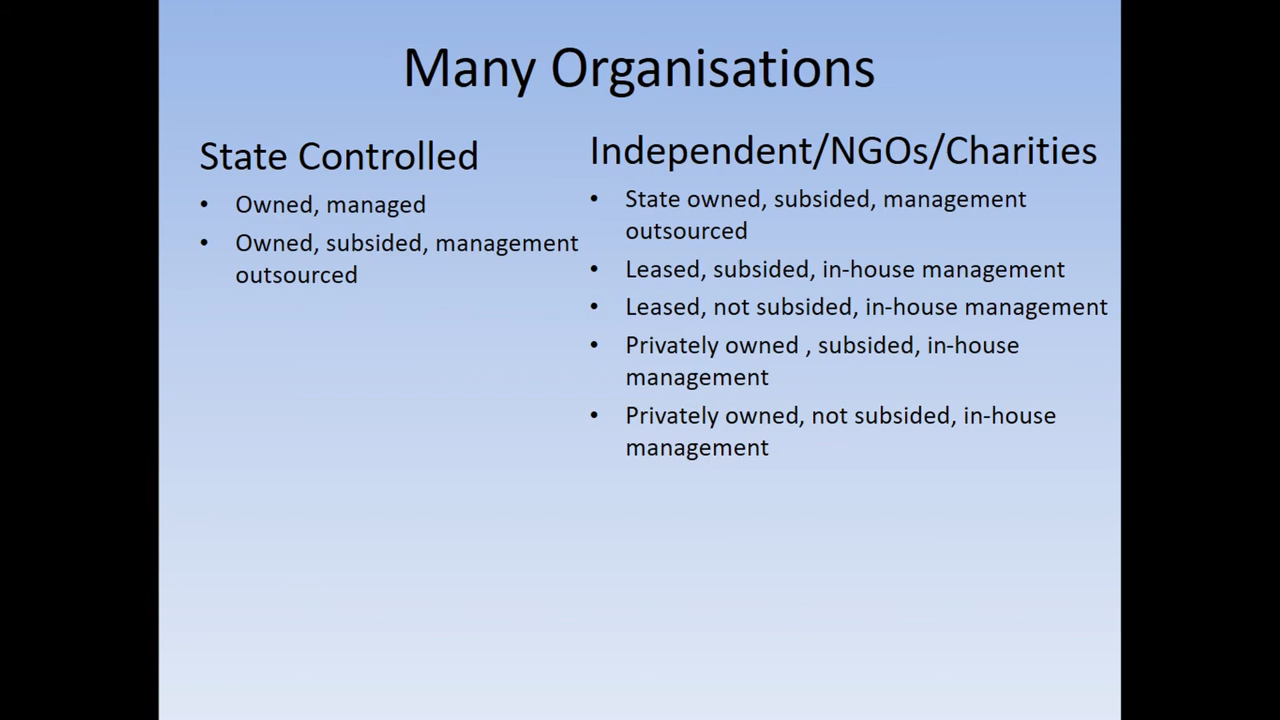 Many Organisations
State Controlled
• Owned, managed
• Owned, subsided, management
outsourced
Independent/NGOs/Charities
• State owned, subsided, management
outsourced
• Leased, subsided, in-house management
• Leased, not subsided, in-house management
• Privately owned , subsided, in-house
management
• Privately owned, not subsided, in-house
management